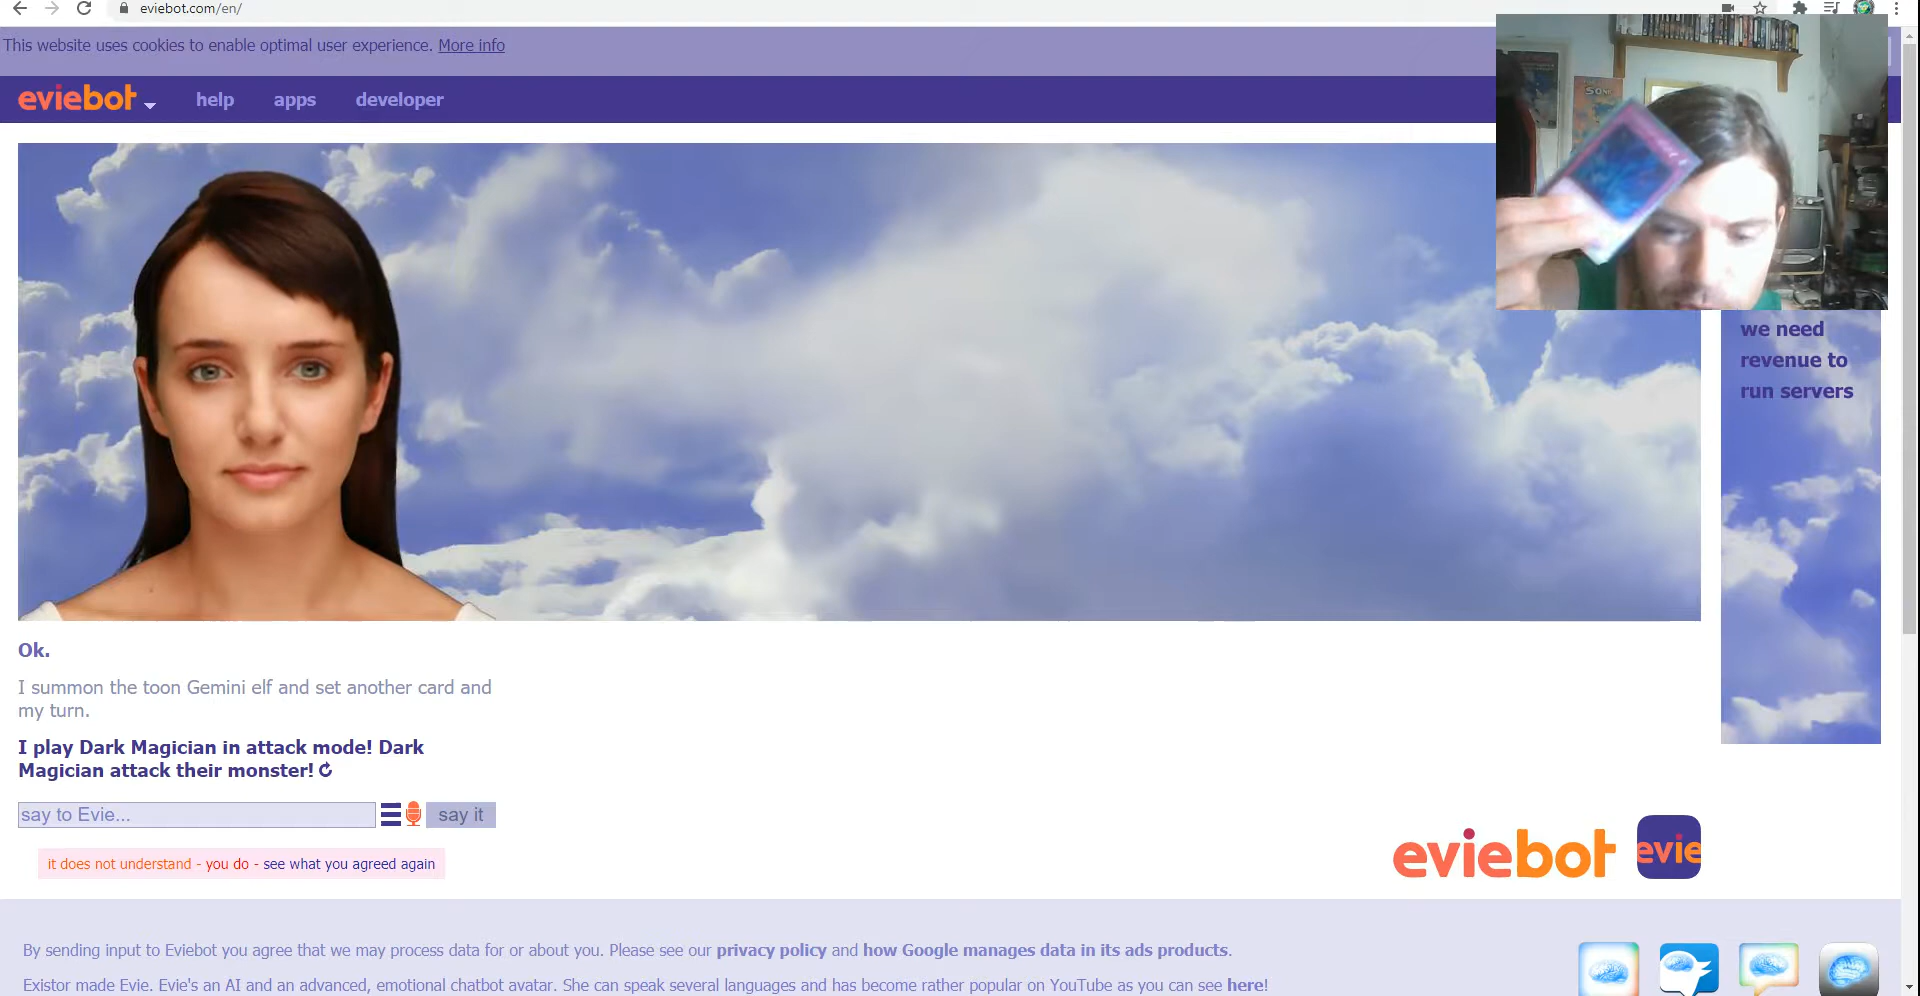 eviebot.com/en/
This website uses cookies to enable optimal user experience. More info
eviebot
help
apps
developer
SONIC
we need
revenue to
run servers
Ok.
I summon the toon Gemini elf and set another card and
my turn.
I play Dark Magician in attack mode! Dark
Magician attack their monster!
say to Evie...
say it
it does not understand - you do - see what you agreed again
eviebot
evie
By sending input to Eviebot you agree that we may process data for or about you. Please see our privacy policy and how Google manages data in its ads products.
Existor made Evie. Evie's an AI and an advanced, emotional chatbot avatar. She can speak several languages and has become rather popular on YouTube as you can see here!